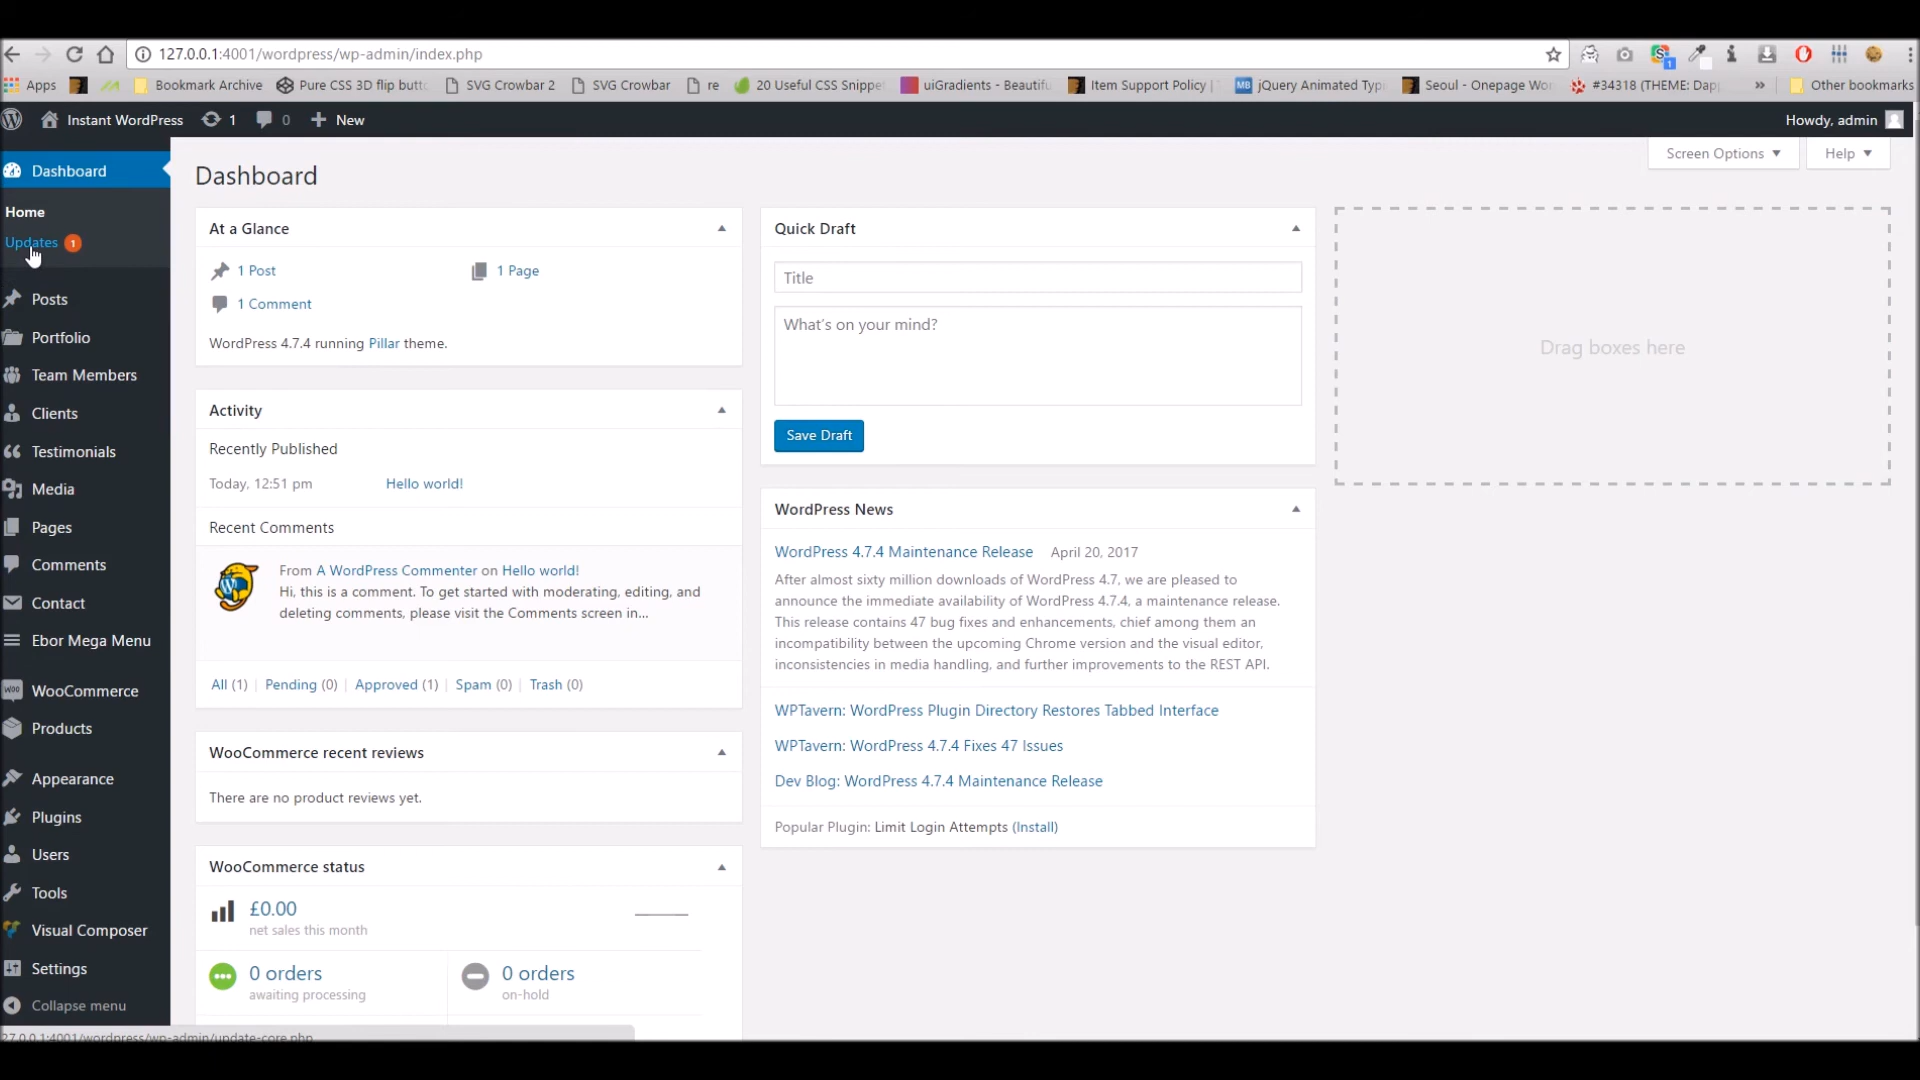 127.0.0.1:4001/wordpress/wp-admin/index.php
Apps
Bookmark Archive
Pure CSS 3D flip butt
SVG Crowbar 2
SVG Crowbar
re
20 Useful CSS Snippe
uiGradients - Beautifu
Item Support Policy |
jQuery Animated Typ
Seoul - Onepage Wor
#34318 (THEME: Dap
»
Other bookmarks
Instant WordPress
1
0
New
Howdy, admin
Dashboard
Home
Updates 1
Posts
Portfolio
Team Members
Clients
Testimonials
Media
Pages
Comments
Contact
Ebor Mega Menu
WooCommerce
Products
Appearance
Plugins
Users
Tools
Visual Composer
Settings
Collapse menu
127.0.0.1:4001/wordpress/wp-admin/update-core.php
Screen Options
Help
Dashboard
At a Glance
1 Post
1 Page
1 Comment
WordPress 4.7.4 running Pillar theme.
Activity
Recently Published
Today, 12:51 pm Hello world!
Recent Comments
From A WordPress Commenter on Hello world!
Hi, this is a comment. To get started with moderating, editing, and
deleting comments, please visit the Comments screen in…
All (1) | Pending (0) | Approved (1) | Spam (0) | Trash (0)
WooCommerce recent reviews
There are no product reviews yet.
WooCommerce status
£0.00
net sales this month
0 orders
awaiting processing
0 orders
on-hold
Quick Draft
Title
What's on your mind?
Save Draft
WordPress News
WordPress 4.7.4 Maintenance Release April 20, 2017
After almost sixty million downloads of WordPress 4.7, we are pleased to
announce the immediate availability of WordPress 4.7.4, a maintenance release.
This release contains 47 bug fixes and enhancements, chief among them an
incompatibility between the upcoming Chrome version and the visual editor,
inconsistencies in media handling, and further improvements to the REST API.
WPTavern: WordPress Plugin Directory Restores Tabbed Interface
WPTavern: WordPress 4.7.4 Fixes 47 Issues
Dev Blog: WordPress 4.7.4 Maintenance Release
Popular Plugin: Limit Login Attempts (Install)
Drag boxes here